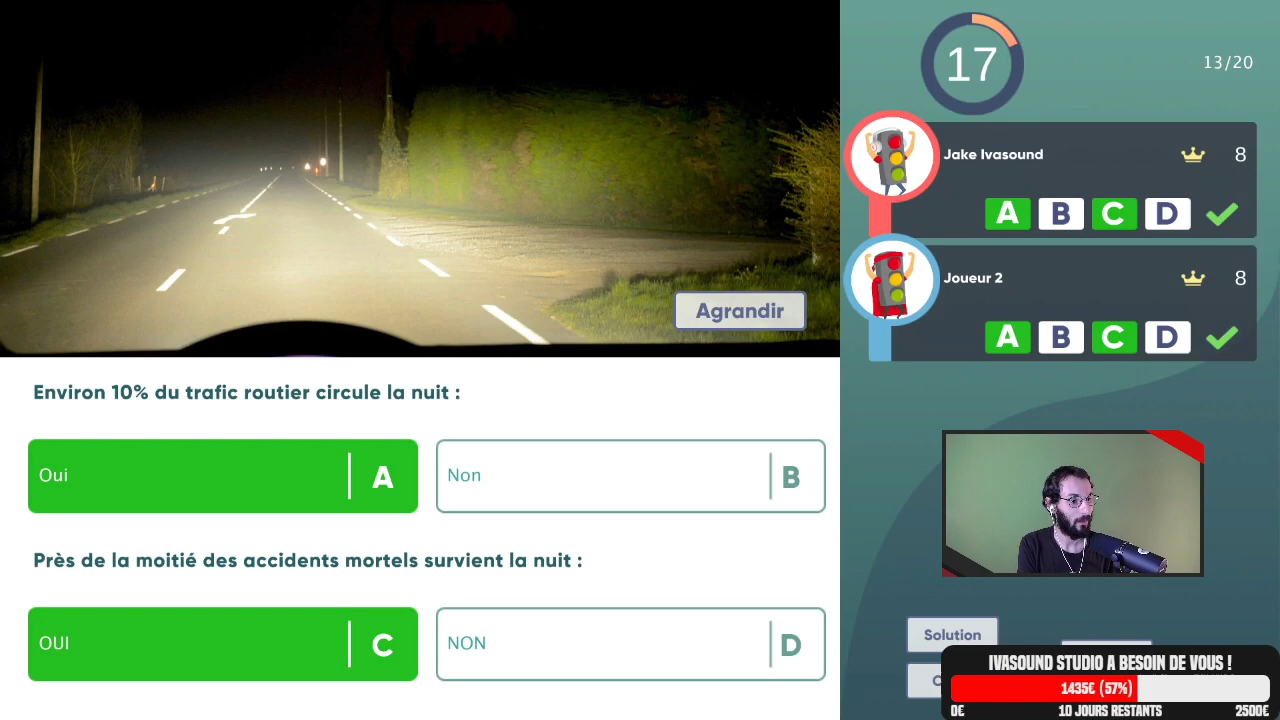 17
13/20
Jake Ivasound
8
A B C D
Joueur 2
8
A B C D
Agrandir
Environ 10% du trafic routier circule la nuit :
Oui A
Non B
Près de la moitié des accidents mortels survient la nuit :
OUI C
NON D
Solution
IVASOUND STUDIO A BESOIN DE VOUS !
1435€ (57%)
0€ 10 JOURS RESTANTS 2500€